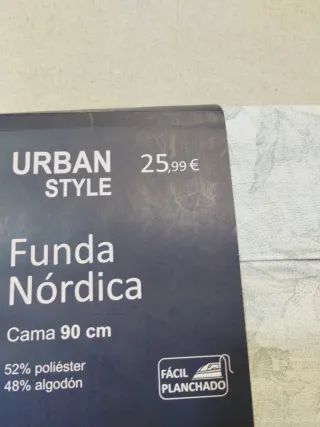 URBAN
STYLE
25,99 €
Funda
Nórdica
Cama 90 cm
52% poliéster
48% algodón
FÁCIL
PLANCHADO